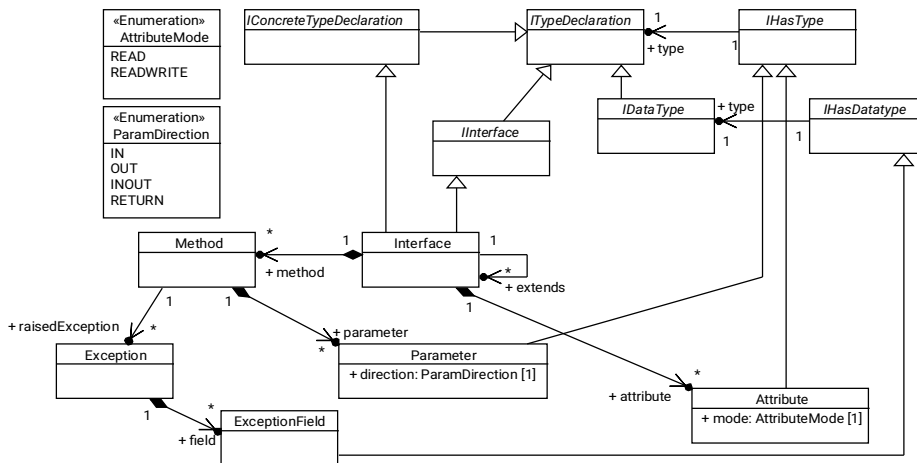 «Enumeration»
AttributeMode
READ
READWRITE
IConcreteTypeDeclaration
ITypeDeclaration
1
+ type
1
IHasType
«Enumeration»
ParamDirection
IN
OUT
INOUT
RETURN
IInterface
IDataType
+ type
1
1
IHasDatatype
Method
*
+ method
1
Interface
1
*
+ extends
1
1
1
+ raisedException
*
+ parameter
*
Exception
Parameter
+ direction: ParamDirection [1]
*
+ attribute
Attribute
+ mode: AttributeMode [1]
1
*
+ field
ExceptionField